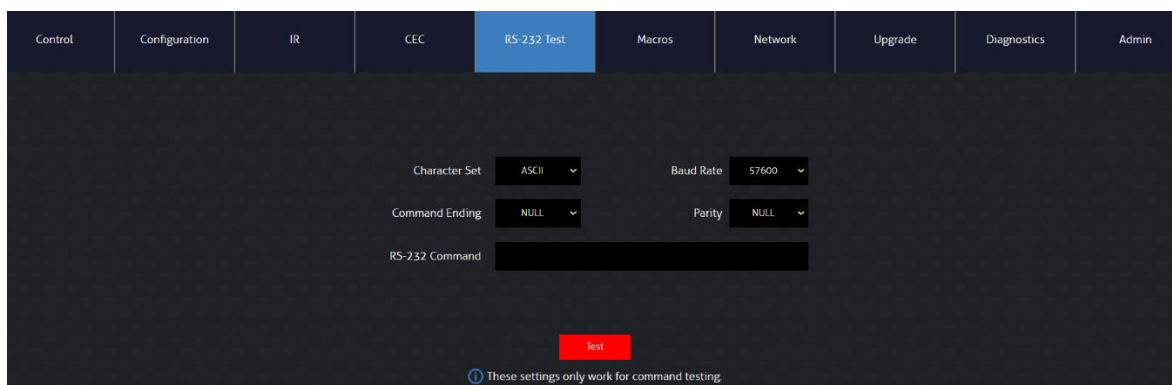 Control Configuration IR CEC RS-232 Test Macros Network Upgrade Diagnostics Admin
Character Set ASCII Baud Rate 57600
Command Ending NULL Parity NULL
RS-232 Command
Test
These settings only work for command testing.